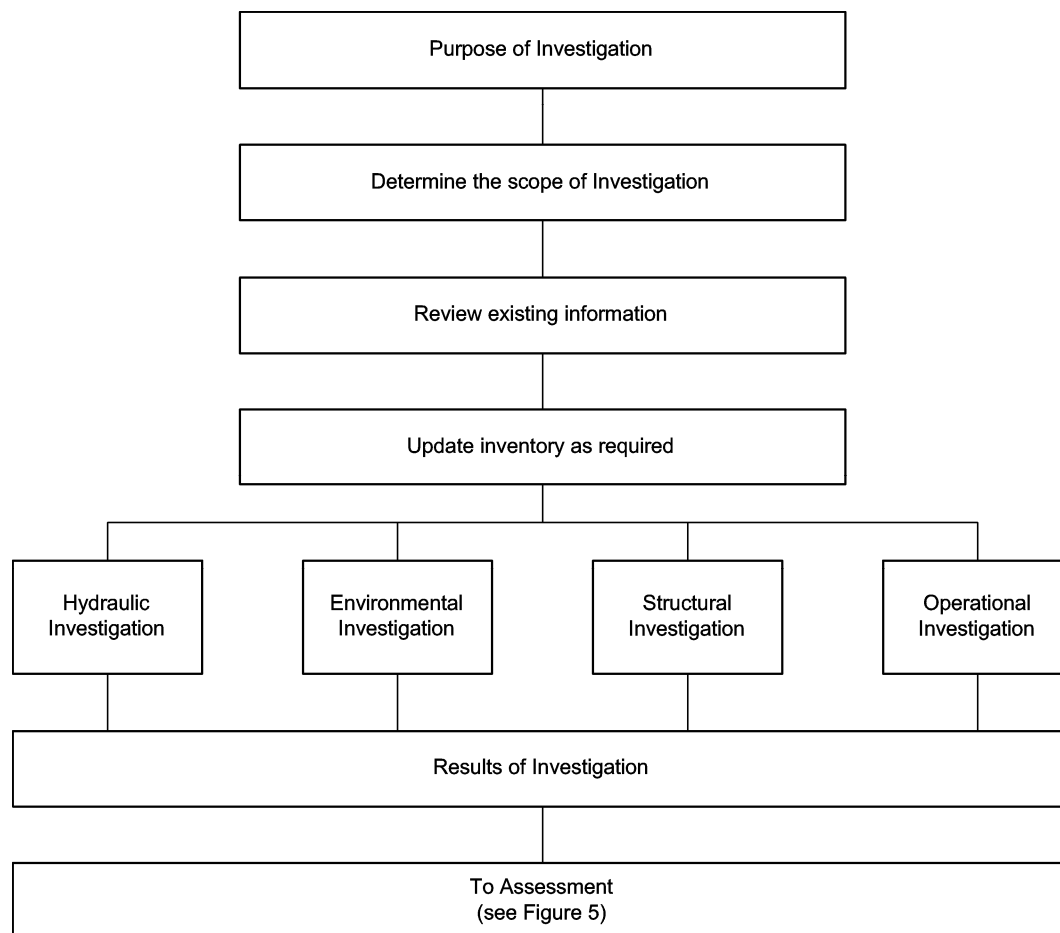 Purpose of Investigation
Determine the scope of Investigation
Review existing information
Update inventory as required
Hydraulic
Investigation
Environmental
Investigation
Structural
Investigation
Operational
Investigation
Results of Investigation
To Assessment
(see Figure 5)